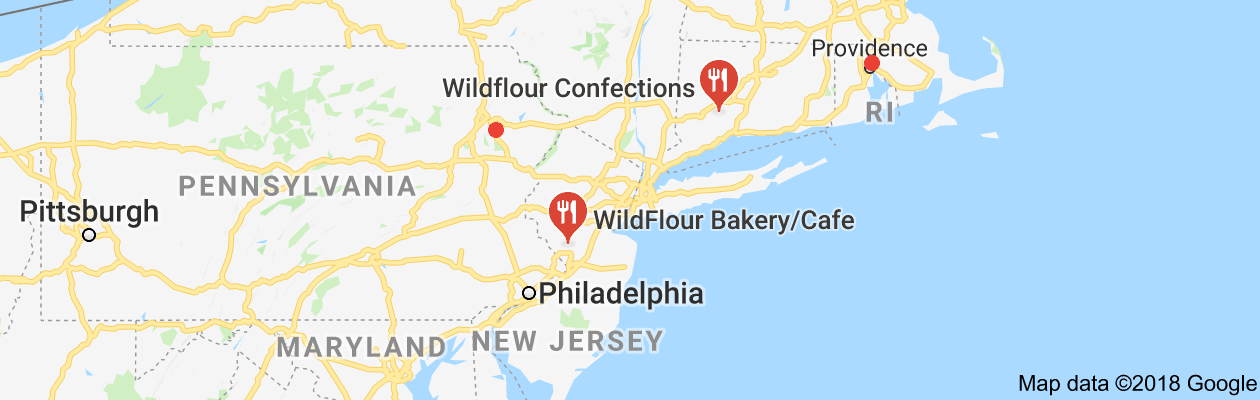 Providence
Wildflour Confections
RI
PENNSYLVANIA
Pittsburgh
WildFlour Bakery/Cafe
Philadelphia
MARYLAND
NEW JERSEY
Map data ©2018 Google